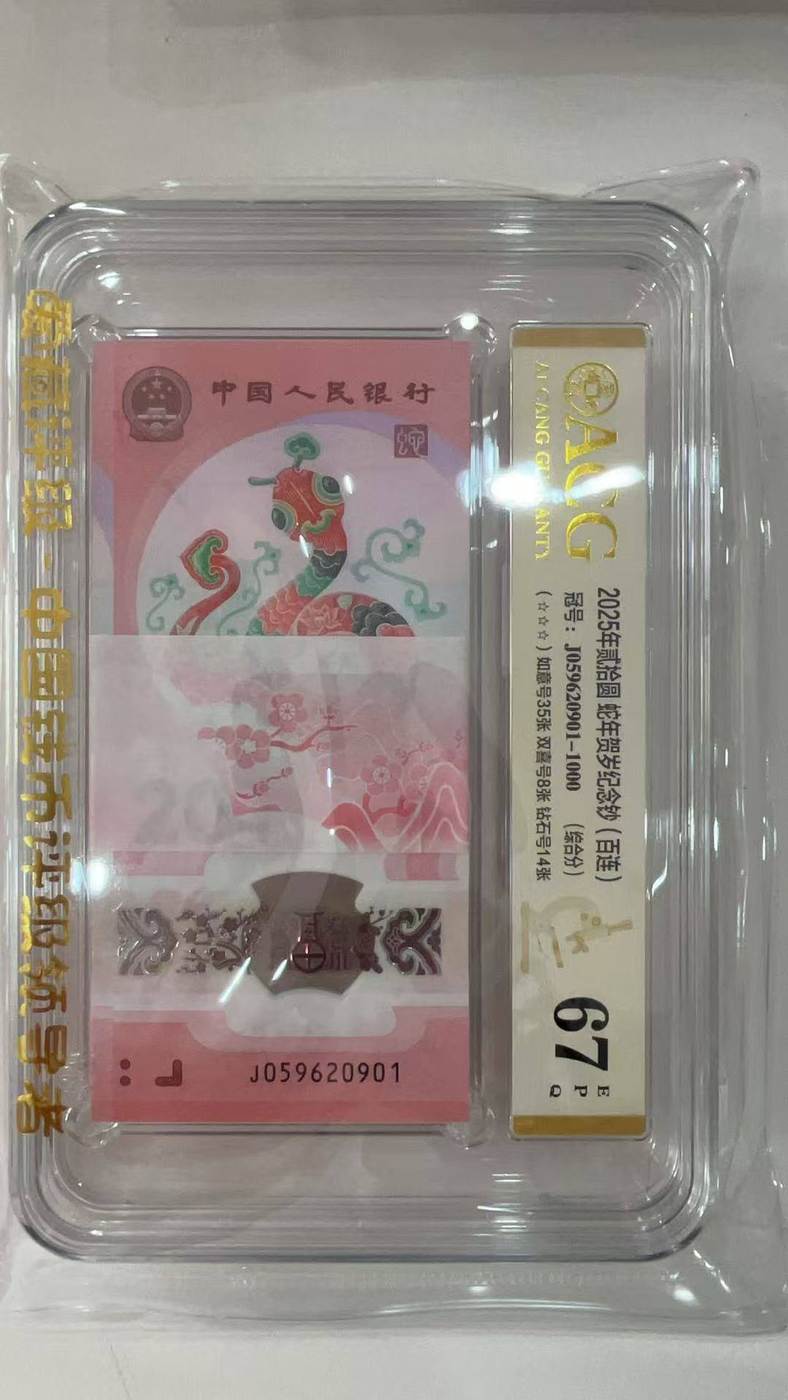 中国人民银行
蛇
J059620901
ACG
AI CANG GUARANTY
2025年贰拾圆 蛇年贺岁纪念钞（百连）
冠号：J059620901-1000 （综合分）
（☆☆☆）如意号35张 双喜号8张 钻石号14张
67
EPQ
爱藏评级·中国钱币评级领导者